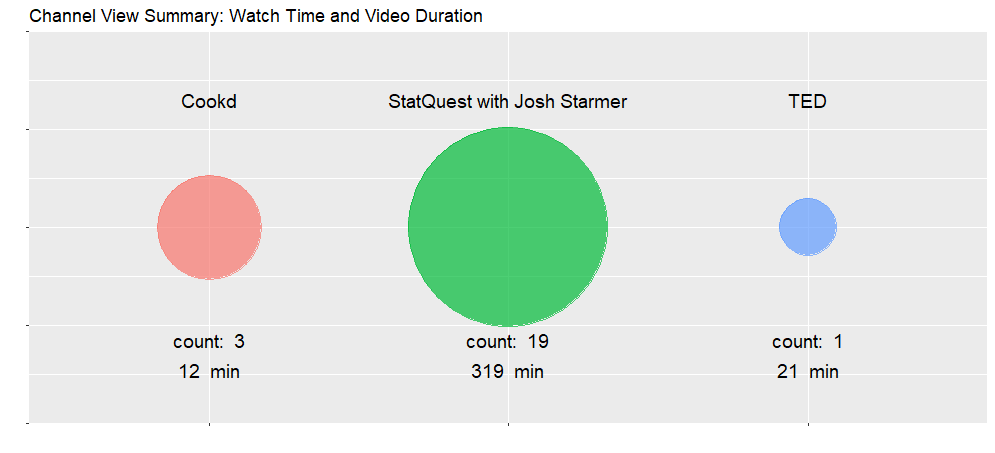 Channel View Summary: Watch Time and Video Duration
Cookd
StatQuest with Josh Starmer
TED
count:  3
count:  19
count:  1
12  min
319  min
21  min